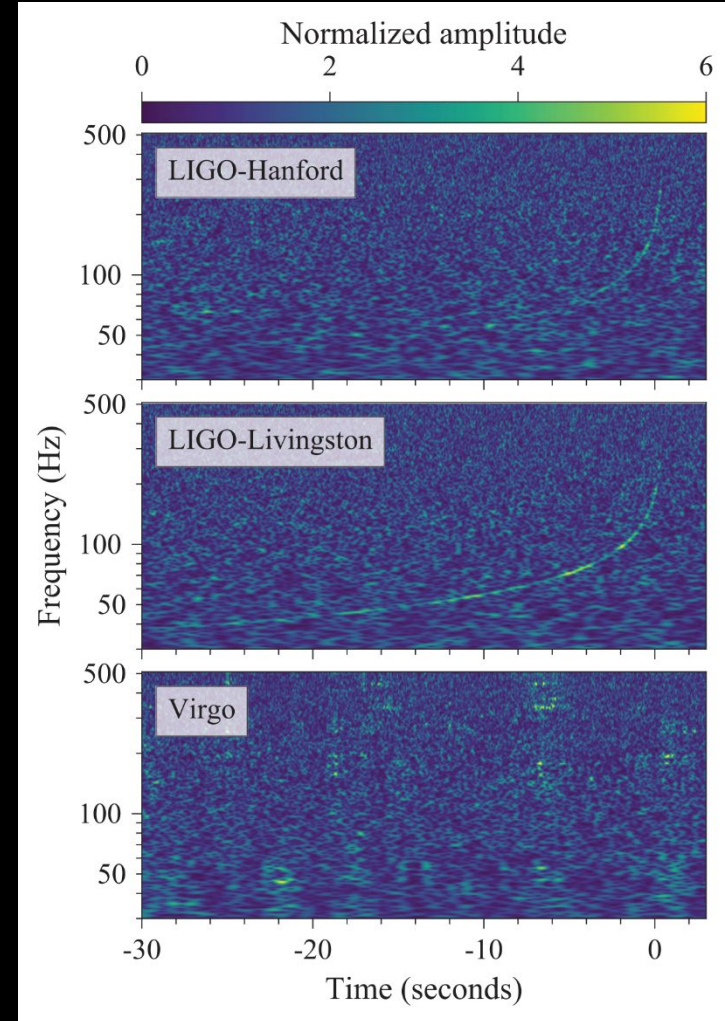 Normalized amplitude
0 2 4 6
500
LIGO-Hanford
100
50
500
LIGO-Livingston
100
50
Frequency (Hz)
500
Virgo
100
50
-30 -20 -10 0
Time (seconds)